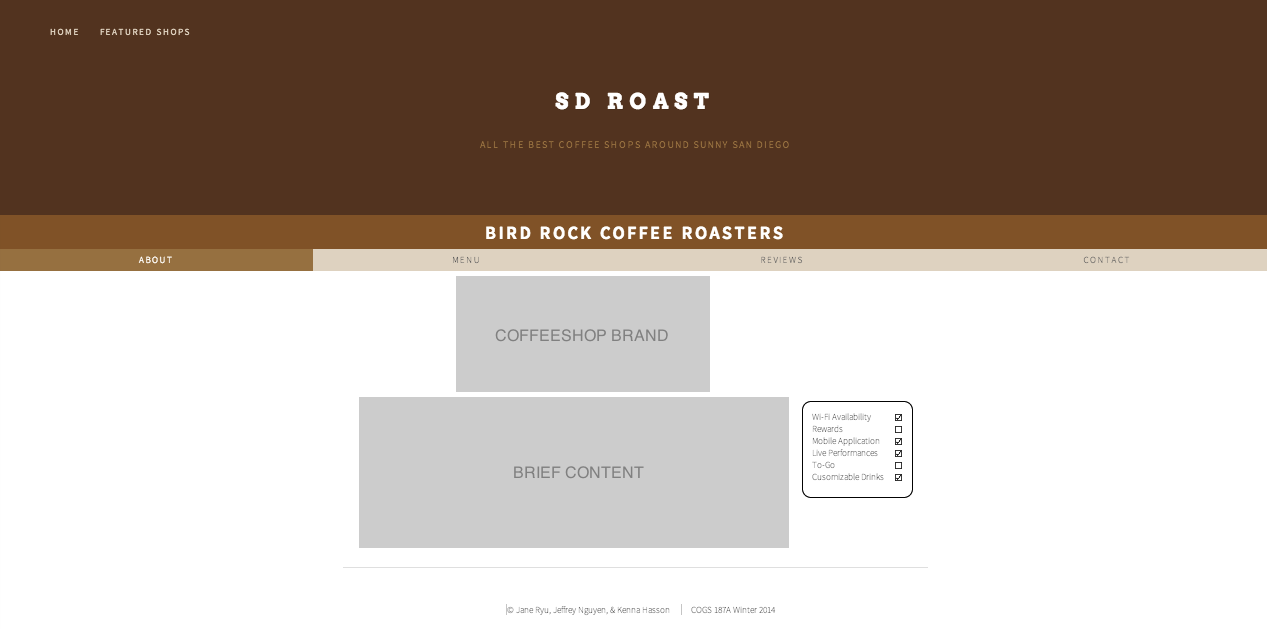 HOME FEATURED SHOPS
SD ROAST
ALL THE BEST COFFEE SHOPS AROUND SUNNY SAN DIEGO
BIRD ROCK COFFEE ROASTERS
ABOUT MENU REVIEWS CONTACT
COFFEESHOP BRAND
BRIEF CONTENT
Wi-Fi Availability
Rewards
Mobile Application
Live Performances
To-Go
Cusomizable Drinks
© Jane Ryu, Jeffrey Nguyen, & Kenna Hasson COGS 187A Winter 2014